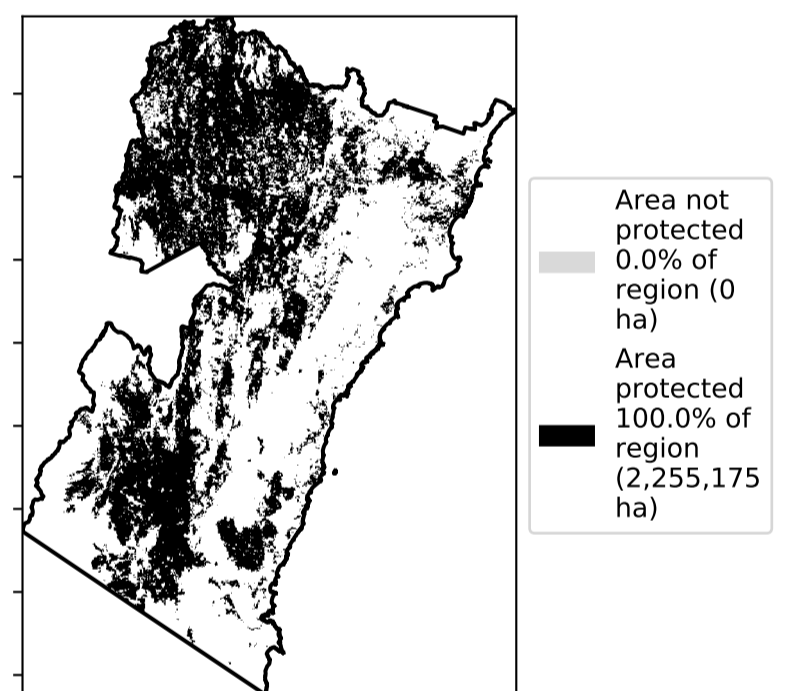 Area not
protected
0.0% of
region (0
ha)
Area
protected
100.0% of
region
(2,255,175
ha)